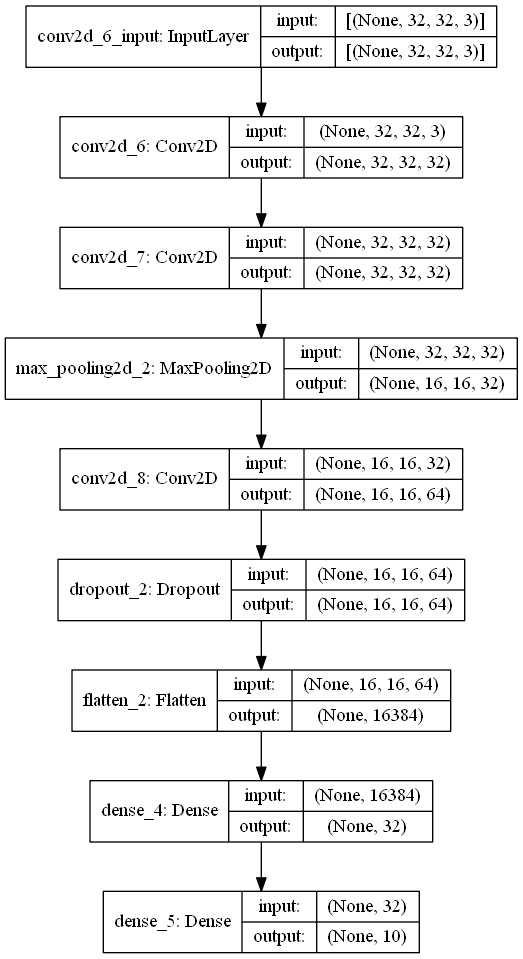 conv2d_6_input: InputLayer input: [(None, 32, 32, 3)]
output: [(None, 32, 32, 3)]
conv2d_6: Conv2D input: (None, 32, 32, 3)
output: (None, 32, 32, 32)
conv2d_7: Conv2D input: (None, 32, 32, 32)
output: (None, 32, 32, 32)
max_pooling2d_2: MaxPooling2D input: (None, 32, 32, 32)
output: (None, 16, 16, 32)
conv2d_8: Conv2D input: (None, 16, 16, 32)
output: (None, 16, 16, 64)
dropout_2: Dropout input: (None, 16, 16, 64)
output: (None, 16, 16, 64)
flatten_2: Flatten input: (None, 16, 16, 64)
output: (None, 16384)
dense_4: Dense input: (None, 16384)
output: (None, 32)
dense_5: Dense input: (None, 32)
output: (None, 10)